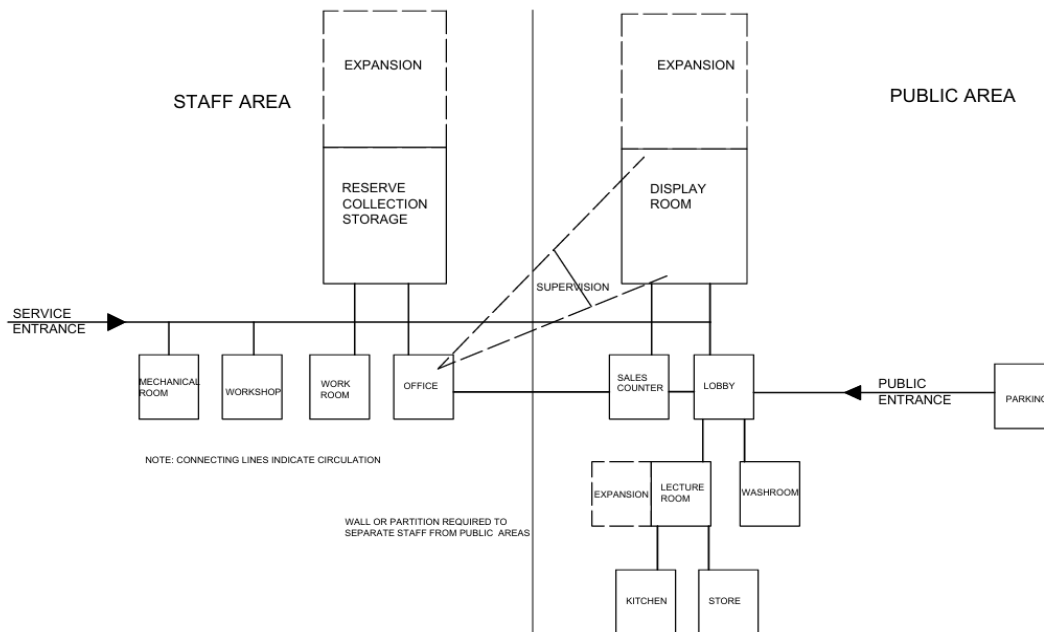 EXPANSION
EXPANSION
STAFF AREA
PUBLIC AREA
RESERVE
COLLECTION
STORAGE
DISPLAY
ROOM
SUPERVISION
SERVICE
ENTRANCE
MECHANICAL
ROOM
WORKSHOP
WORK
ROOM
OFFICE
SALES
COUNTER
LOBBY
PUBLIC
ENTRANCE
PARKING
NOTE: CONNECTING LINES INDICATE CIRCULATION
EXPANSION
LECTURE
ROOM
WASHROOM
WALL OR PARTITION REQUIRED TO
SEPARATE STAFF FROM PUBLIC AREAS
KITCHEN
STORE